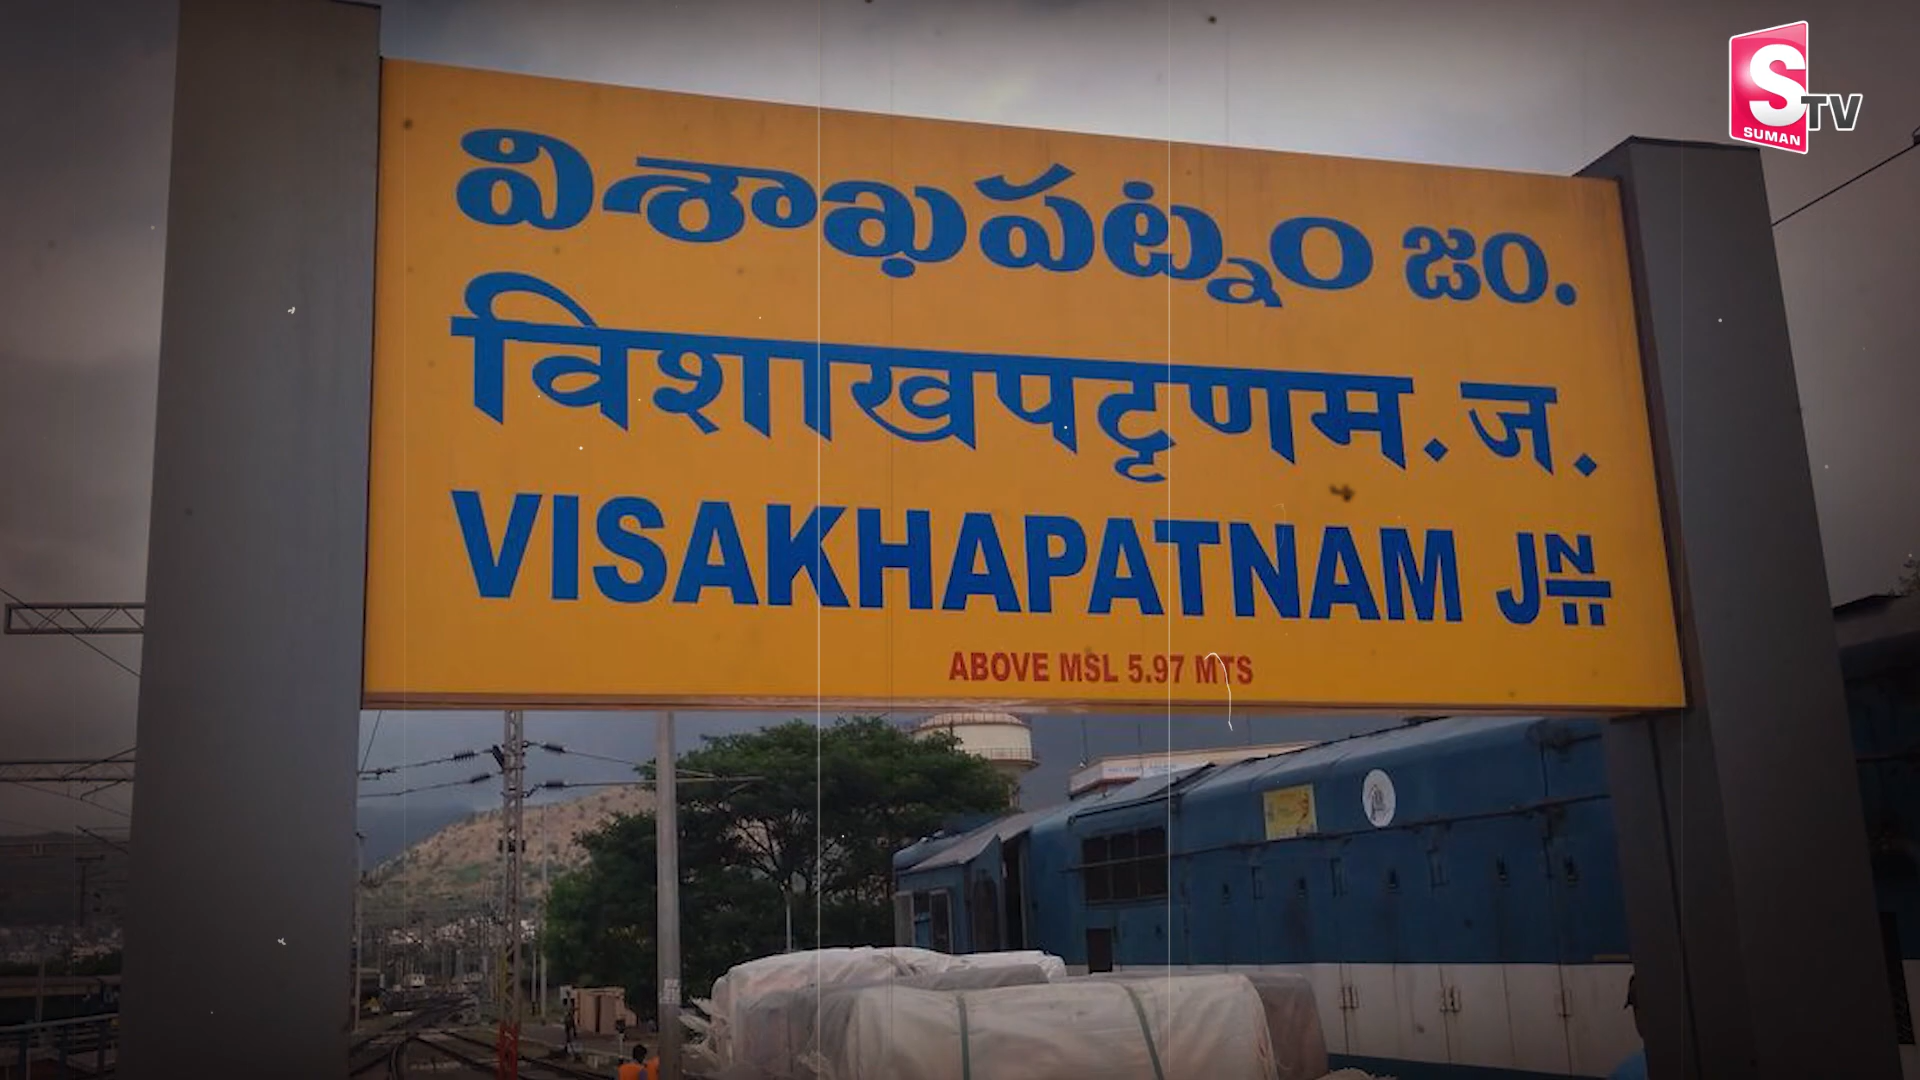 విశాఖపట్నం జం.
विशाखपट्टणम. ज.
VISAKHAPATNAM JN
ABOVE MSL 5.97 MTS
S TV
SUMAN